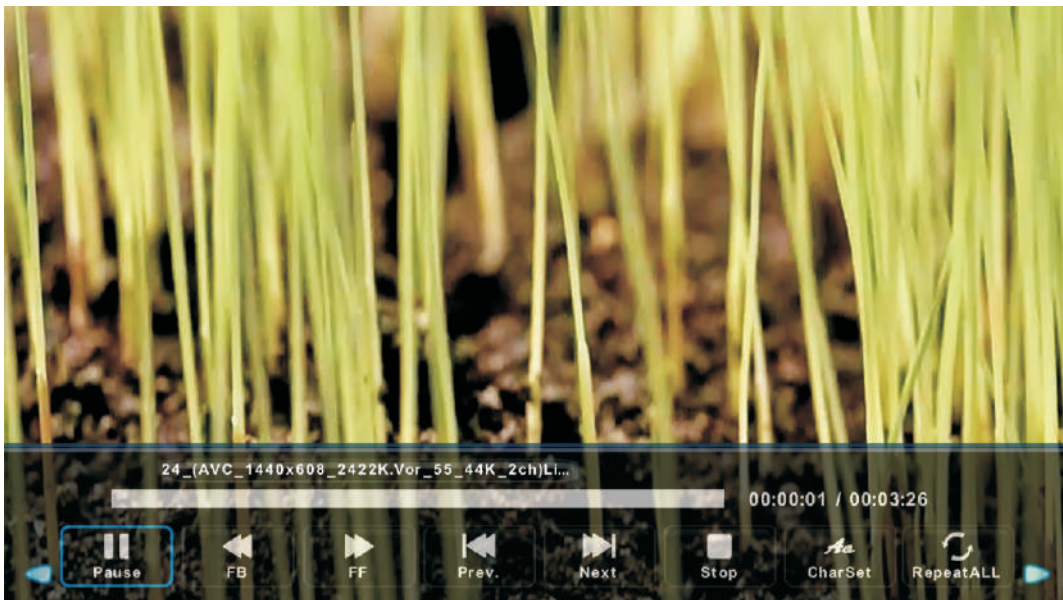 24_(AVC_1440x608_2422K.Vor_55_44K_2ch)Li...
00:00:01 / 00:03:26
Pause FB FF Prev. Next Stop CharSet RepeatALL